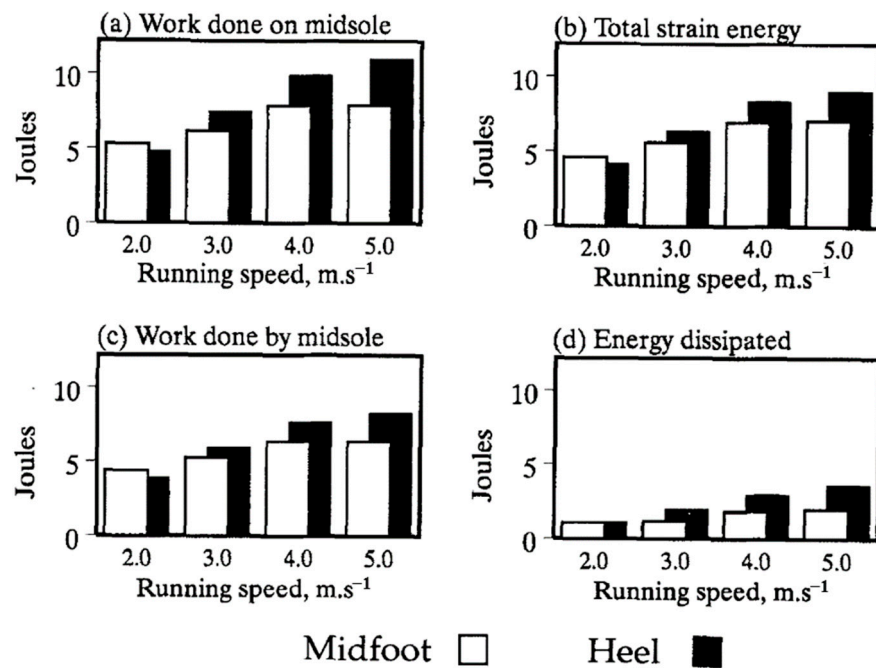 (a) Work done on midsole
10
5
0
Joules
2.0 3.0 4.0 5.0
Running speed, m.s⁻¹
(b) Total strain energy
10
5
0
Joules
2.0 3.0 4.0 5.0
Running speed, m.s⁻¹
(c) Work done by midsole
10
5
0
Joules
2.0 3.0 4.0 5.0
Running speed, m.s⁻¹
(d) Energy dissipated
10
5
0
Joules
2.0 3.0 4.0 5.0
Running speed, m.s⁻¹
Midfoot Heel